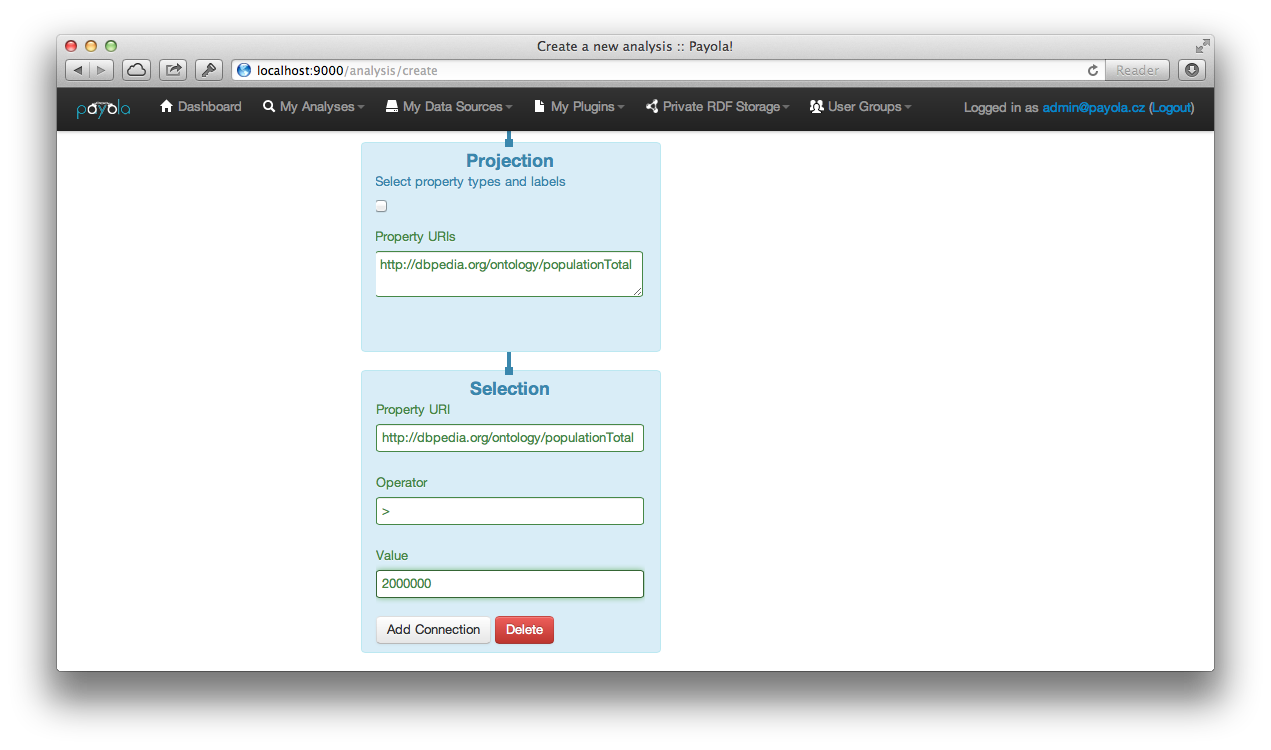 Create a new analysis :: Payola!
localhost:9000/analysis/create
Reader
payola
Dashboard
My Analyses
My Data Sources
My Plugins
Private RDF Storage
User Groups
Logged in as admin@payola.cz (Logout)
Projection
Select property types and labels
Property URIs
http://dbpedia.org/ontology/populationTotal
Selection
Property URI
http://dbpedia.org/ontology/populationTotal
Operator
>
Value
2000000
Add Connection
Delete